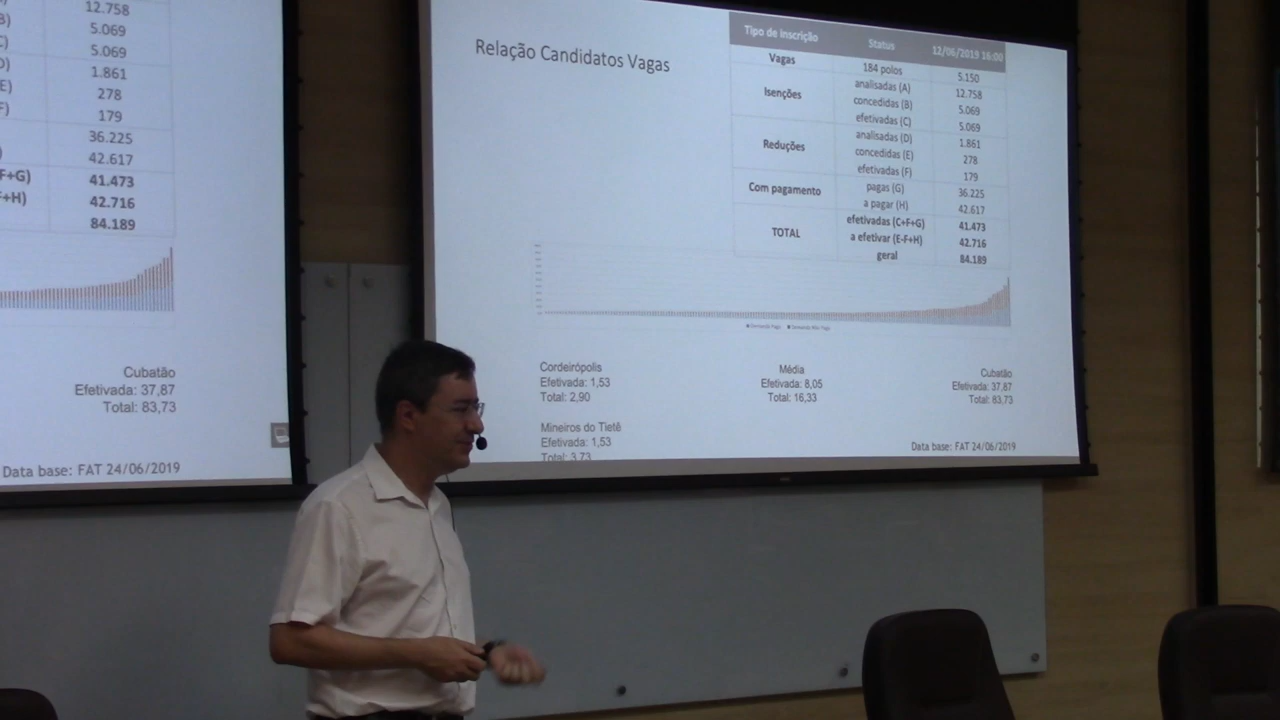 12.758
5.069
5.069
1.861
278
179
36.225
42.617
F+G) 41.473
+H) 42.716
84.189
Cubatão
Efetivada: 37,87
Total: 83,73
Data base: FAT 24/06/2019
Relação Candidatos Vagas
Tipo de Inscrição Status 12/06/2019 16:00
Vagas 184 polos 5.150
Isenções analisadas (A) 12.758
concedidas (B) 5.069
efetivadas (C) 5.069
Reduções analisadas (D) 1.861
concedidas (E) 278
efetivadas (F) 179
Com pagamento pagas (G) 36.225
a pagar (H) 42.617
TOTAL efetivadas (C+F+G) 41.473
a efetivar (E-F+H) 42.716
geral 84.189
Cordeirópolis
Efetivada: 1,53
Total: 2,90
Mineiros do Tietê
Efetivada: 1,53
Total: 3,73
Média
Efetivada: 8,05
Total: 16,33
Cubatão
Efetivada: 37,87
Total: 83,73
Data base: FAT 24/06/2019